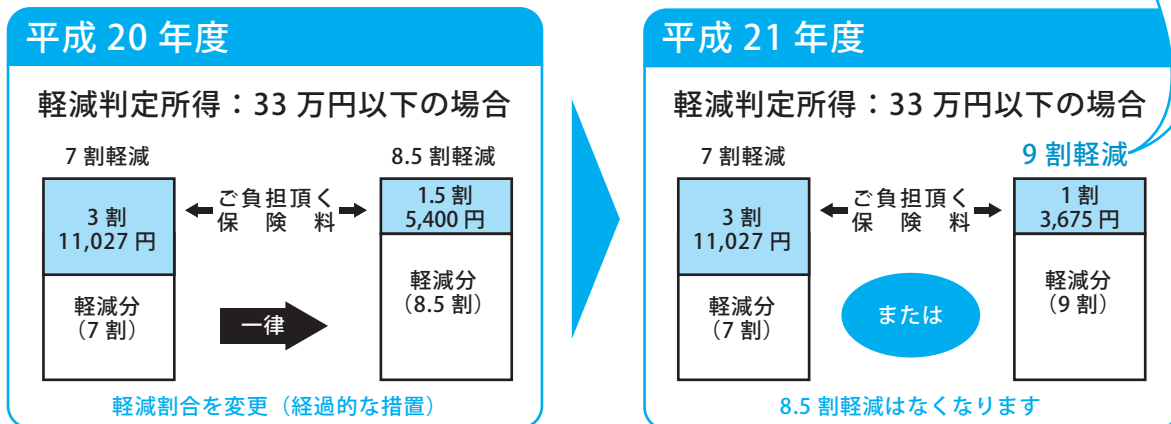 平成 20 年度
軽減判定所得：33 万円以下の場合
7 割軽減
8.5 割軽減
3 割
11,027 円
ご負担頂く
保険料
1.5 割
5,400 円
軽減分
（7 割）
一律
軽減分
（8.5 割）
軽減割合を変更（経過的な措置）
平成 21 年度
軽減判定所得：33 万円以下の場合
7 割軽減
9 割軽減
3 割
11,027 円
ご負担頂く
保険料
1 割
3,675 円
軽減分
（7 割）
または
軽減分
（9 割）
8.5 割軽減はなくなります